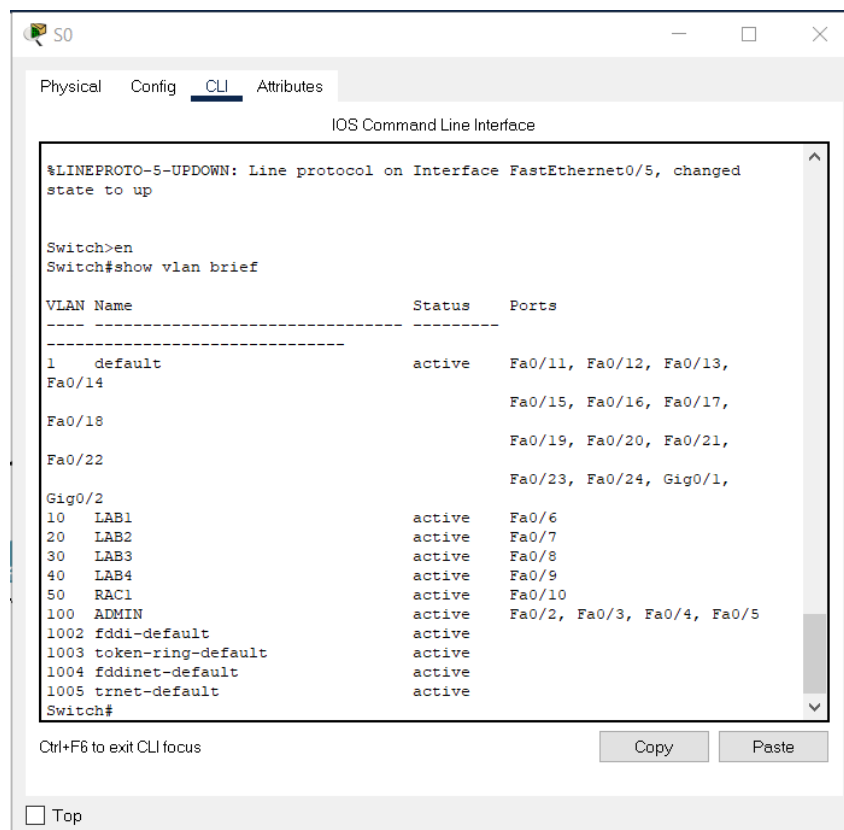 S0
Physical Config CLI Attributes
IOS Command Line Interface
%LINEPROTO-5-UPDOWN: Line protocol on Interface FastEthernet0/5, changed
state to up
Switch>en
Switch#show vlan brief
VLAN Name Status Ports
---- -------------------------------- ---------
-------------------------------
1 default active Fa0/11, Fa0/12, Fa0/13,
Fa0/14
Fa0/15, Fa0/16, Fa0/17,
Fa0/18
Fa0/19, Fa0/20, Fa0/21,
Fa0/22
Fa0/23, Fa0/24, Gig0/1,
Gig0/2
10 LAB1 active Fa0/6
20 LAB2 active Fa0/7
30 LAB3 active Fa0/8
40 LAB4 active Fa0/9
50 RAC1 active Fa0/10
100 ADMIN active Fa0/2, Fa0/3, Fa0/4, Fa0/5
1002 fddi-default active
1003 token-ring-default active
1004 fddinet-default active
1005 trnet-default active
Switch#
Ctrl+F6 to exit CLI focus Copy Paste
Top